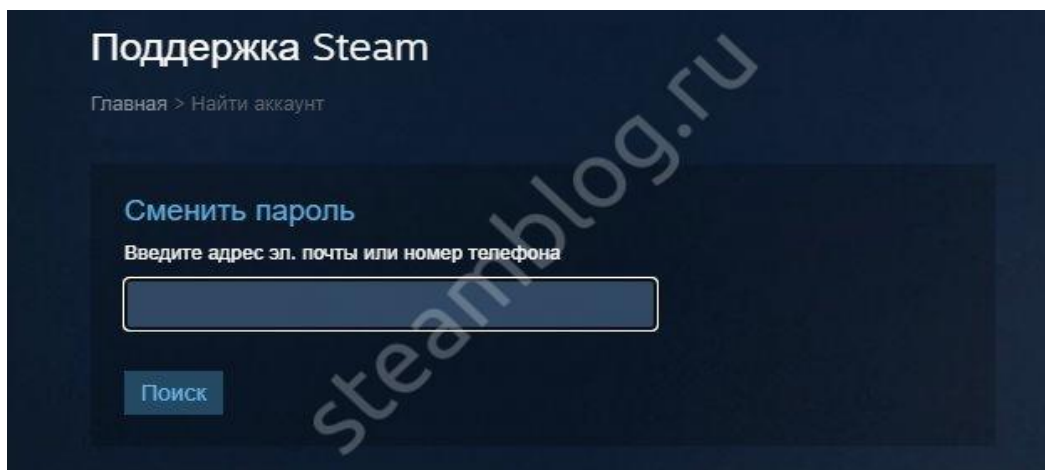 Поддержка Steam
Главная > Найти аккаунт
Сменить пароль
Введите адрес эл. почты или номер телефона
Поиск
steamblog.ru